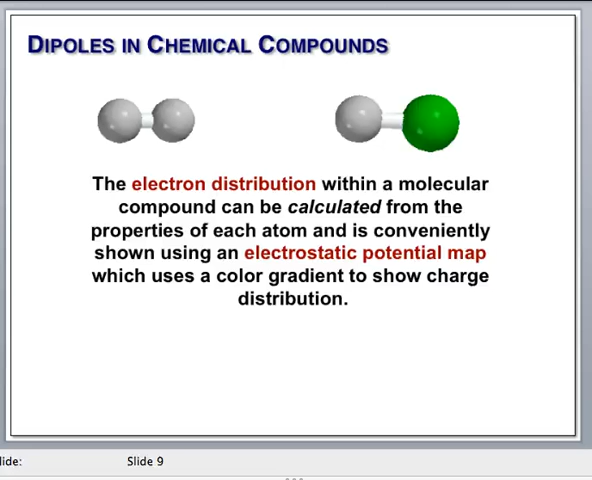 DIPOLES IN CHEMICAL COMPOUNDS
The electron distribution within a molecular
compound can be calculated from the
properties of each atom and is conveniently
shown using an electrostatic potential map
which uses a color gradient to show charge
distribution.
lide: Slide 9